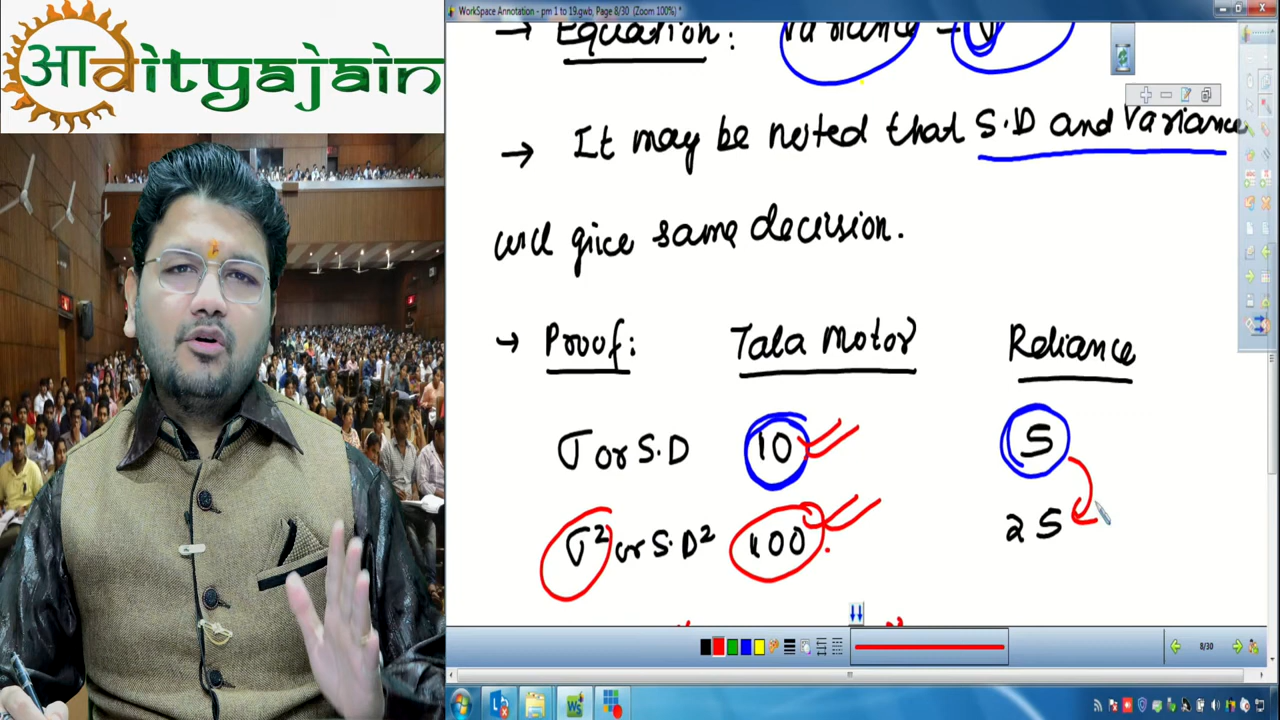 आdityajain
WorkSpace Annotation - pm 1 to 19.gwb, Page 8/30 (Zoom 100%) *
→ Equation: Variance =
→ It may be noted that S.D and Variance
will give same decision.
→ Proof: Tata Motor Reliance
σ or S.D 10 5
σ² or S.D² 100 25
8/30